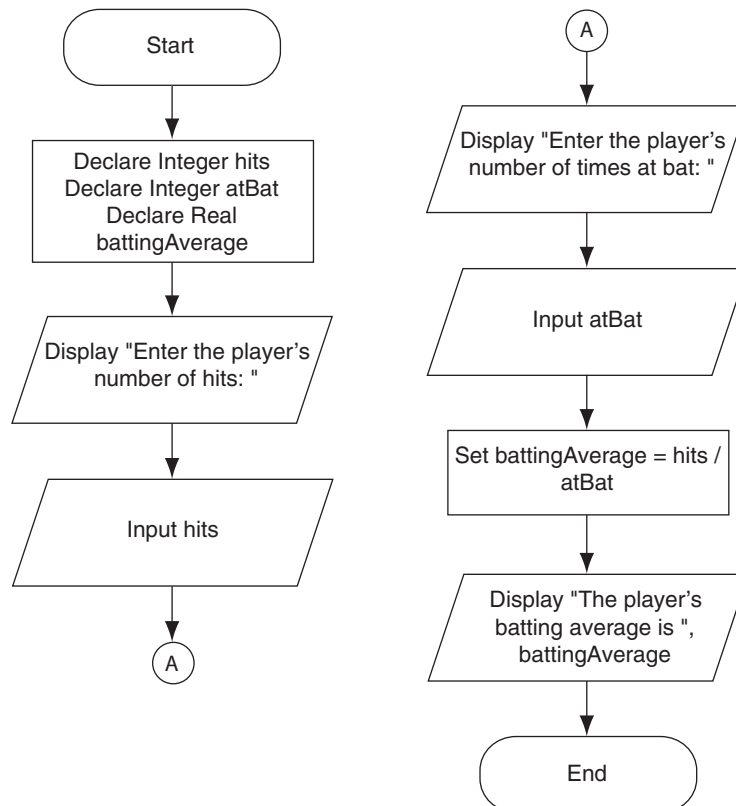 Start
Declare Integer hits
Declare Integer atBat
Declare Real
battingAverage
Display "Enter the player’s
number of hits: "
Input hits
A
A
Display "Enter the player’s
number of times at bat: "
Input atBat
Set battingAverage = hits /
atBat
Display "The player’s
batting average is ",
battingAverage
End